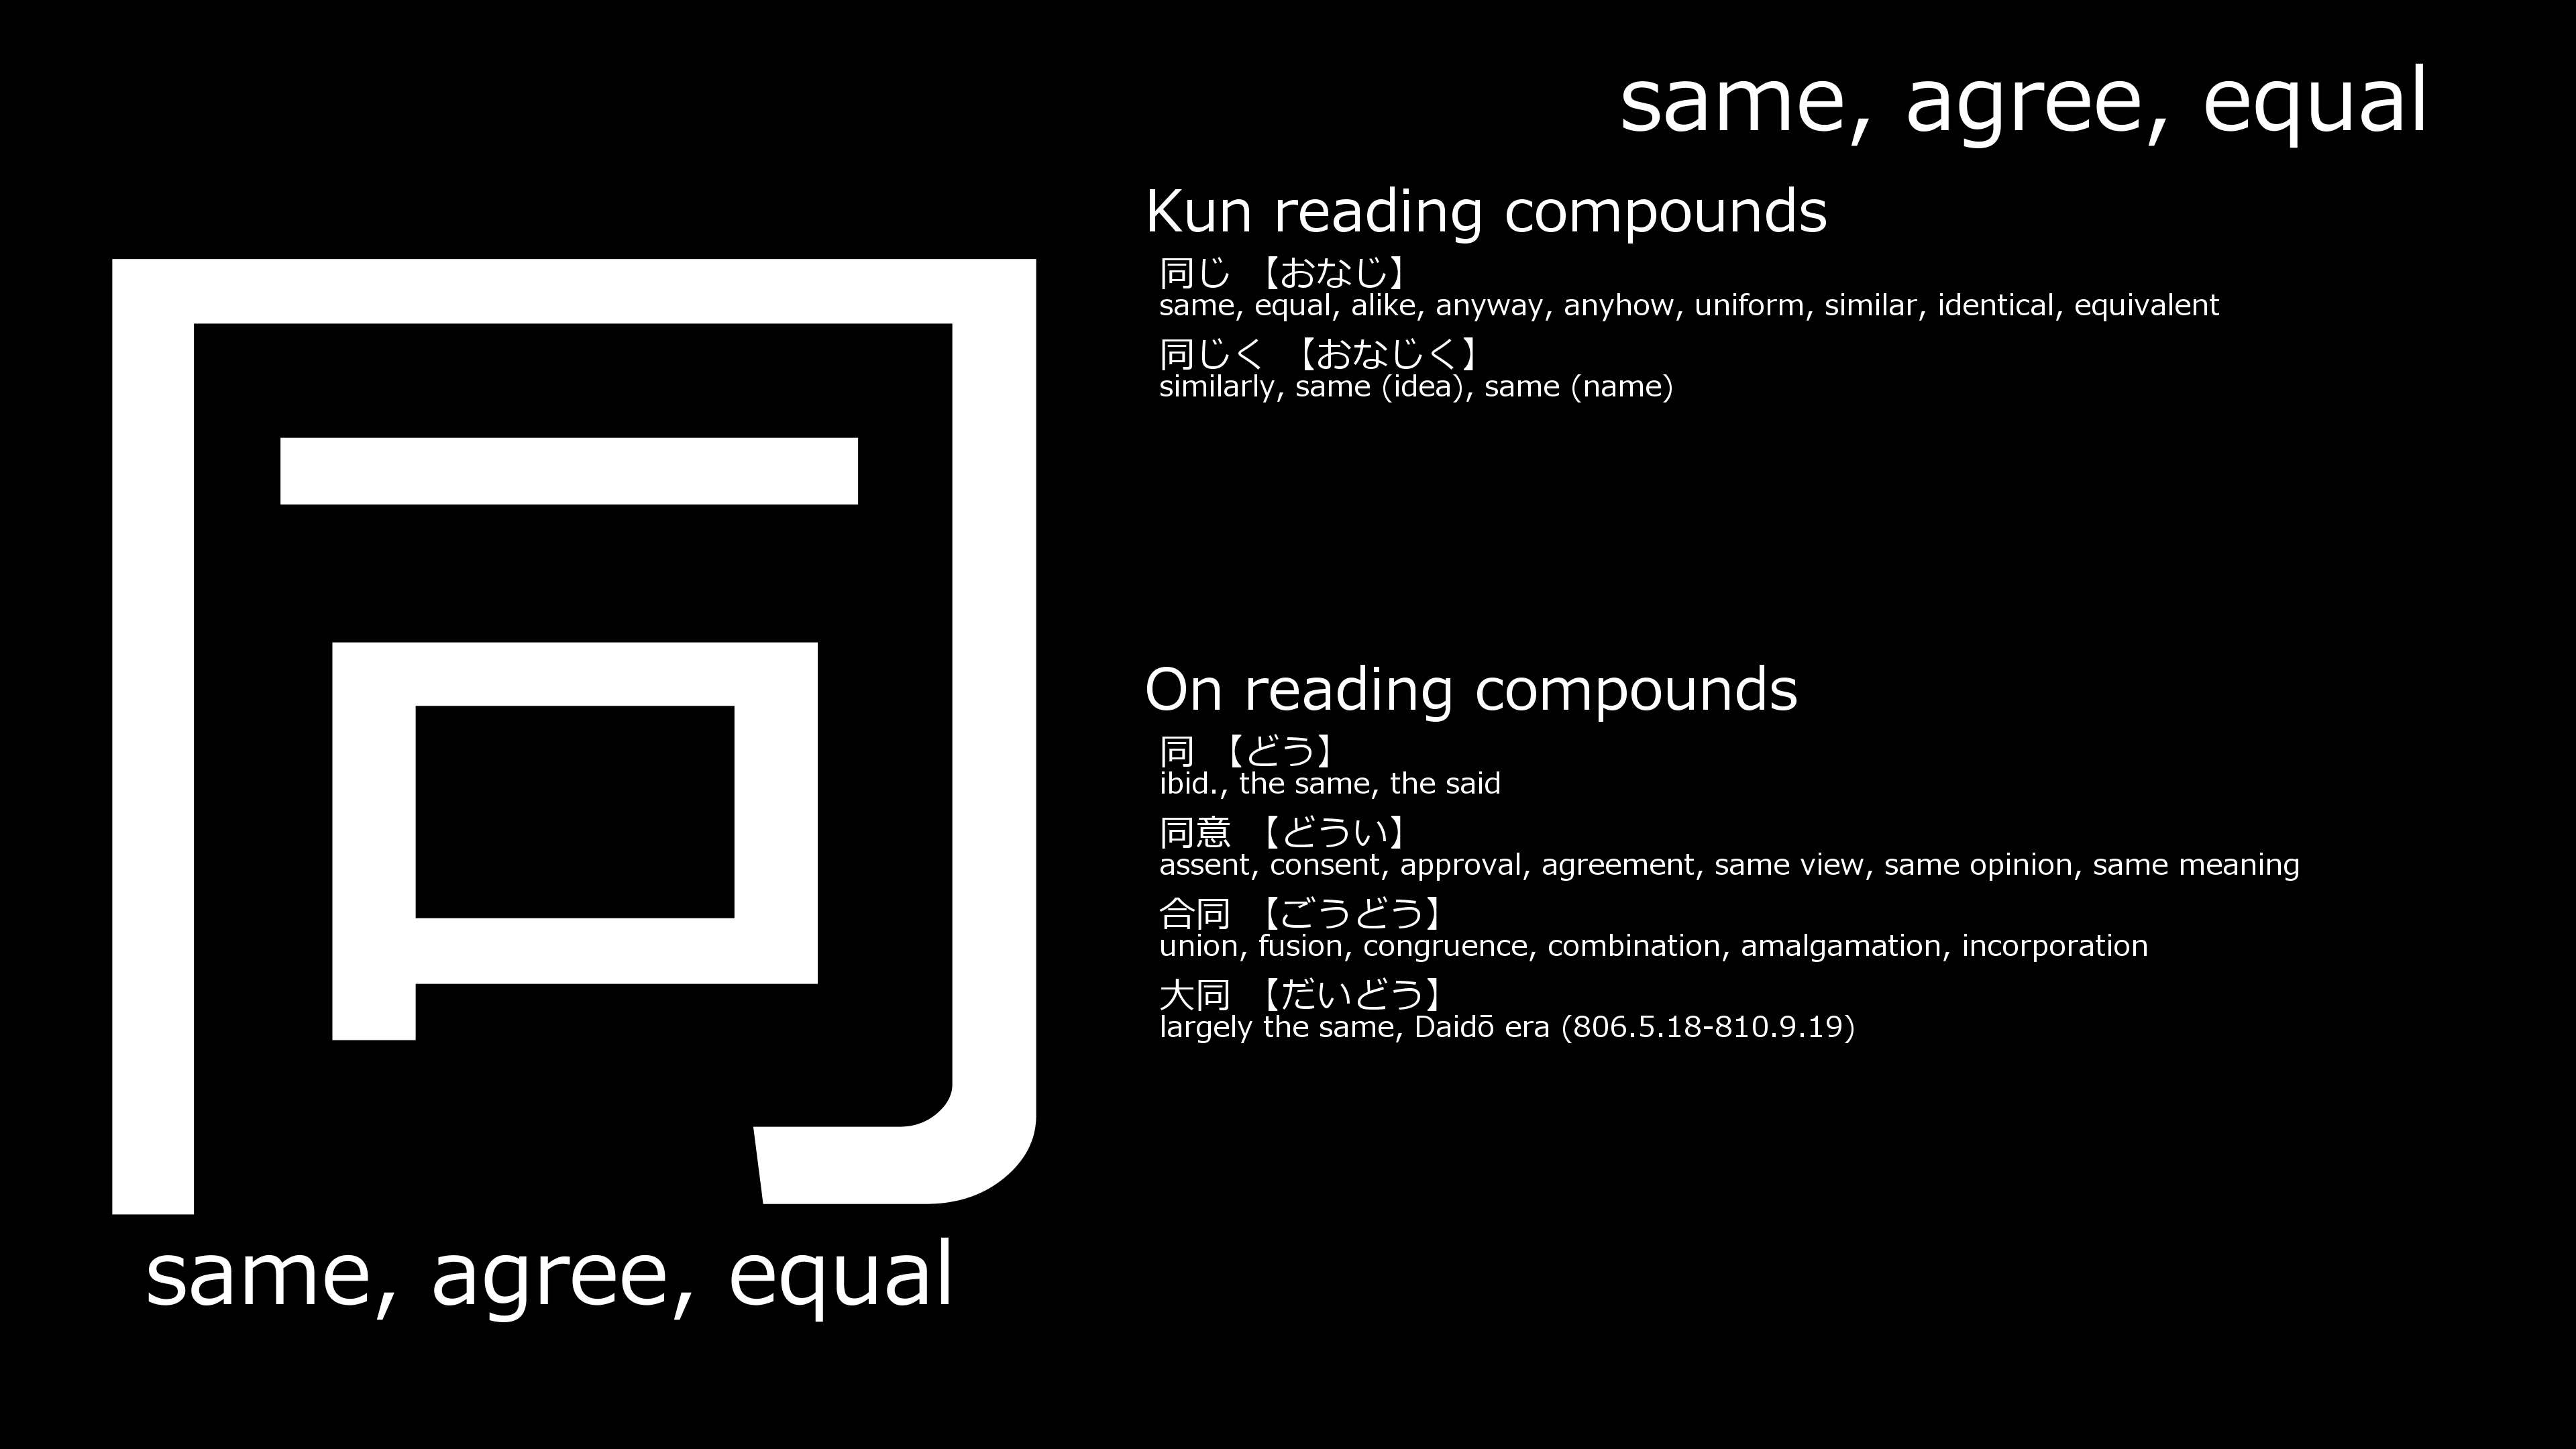 same, agree, equal
同
same, agree, equal
Kun reading compounds
同じ 【おなじ】
same, equal, alike, anyway, anyhow, uniform, similar, identical, equivalent
同じく 【おなじく】
similarly, same (idea), same (name)
On reading compounds
同 【どう】
ibid., the same, the said
同意 【どうい】
assent, consent, approval, agreement, same view, same opinion, same meaning
合同 【ごうどう】
union, fusion, congruence, combination, amalgamation, incorporation
大同 【だいどう】
largely the same, Daidō era (806.5.18-810.9.19)